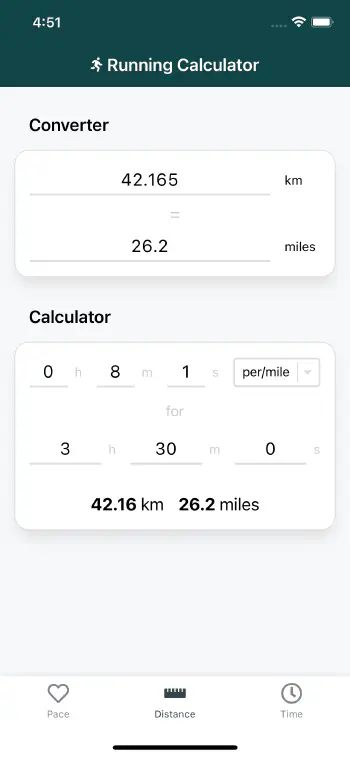 4:51
Running Calculator
Converter
42.165 km
=
26.2 miles
Calculator
0 h 8 m 1 s per/mile
for
3 h 30 m 0 s
42.16 km 26.2 miles
Pace Distance Time